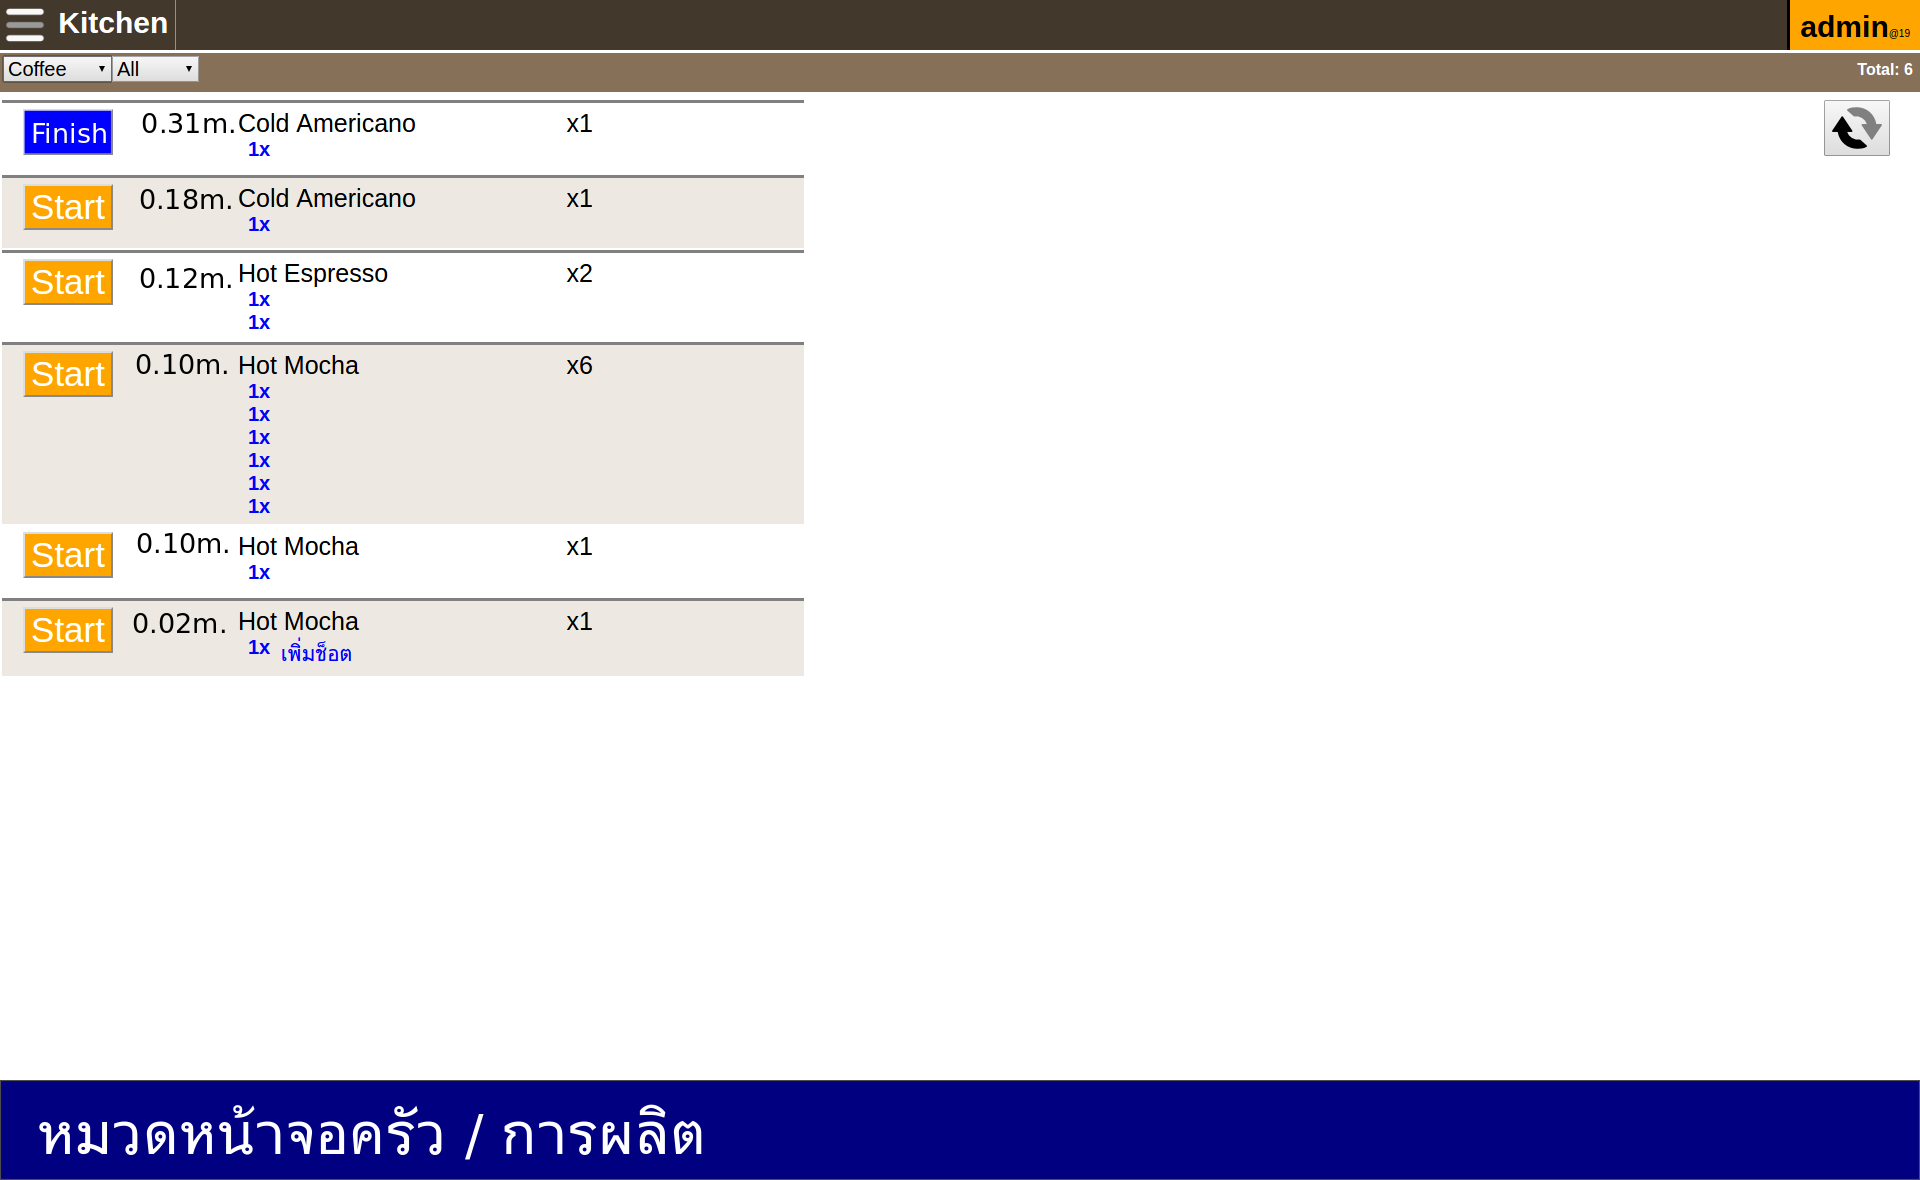 Kitchen
admin@19
Coffee All
Total: 6
Finish 0.31m. Cold Americano x1
1x
Start 0.18m. Cold Americano x1
1x
Start 0.12m. Hot Espresso x2
1x
1x
Start 0.10m. Hot Mocha x6
1x
1x
1x
1x
1x
1x
Start 0.10m. Hot Mocha x1
1x
Start 0.02m. Hot Mocha x1
1x เพิ่มช็อต
หมวดหน้าจอครัว / การผลิต